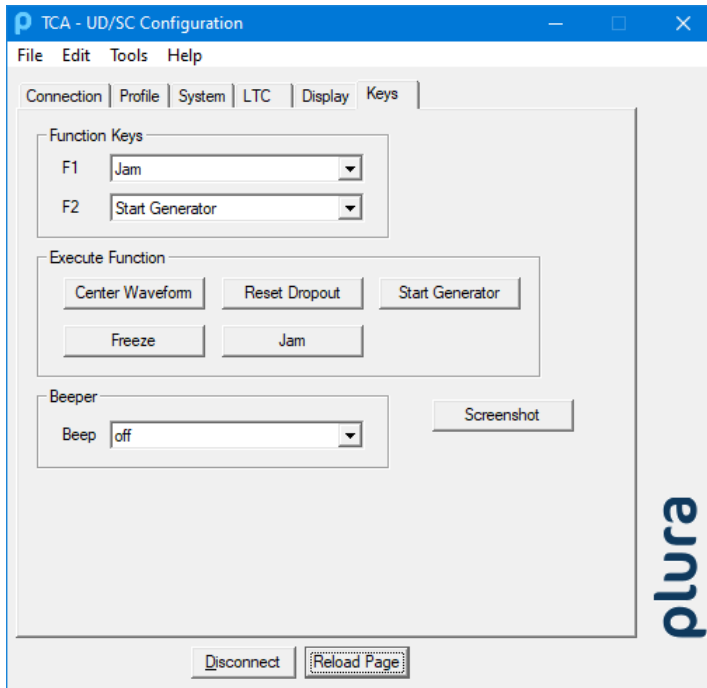 TCA - UD/SC Configuration
File Edit Tools Help
Connection Profile System LTC Display Keys
Function Keys
F1 Jam
F2 Start Generator
Execute Function
Center Waveform Reset Dropout Start Generator
Freeze Jam
Beeper
Beep off
Screenshot
plura
Disconnect Reload Page